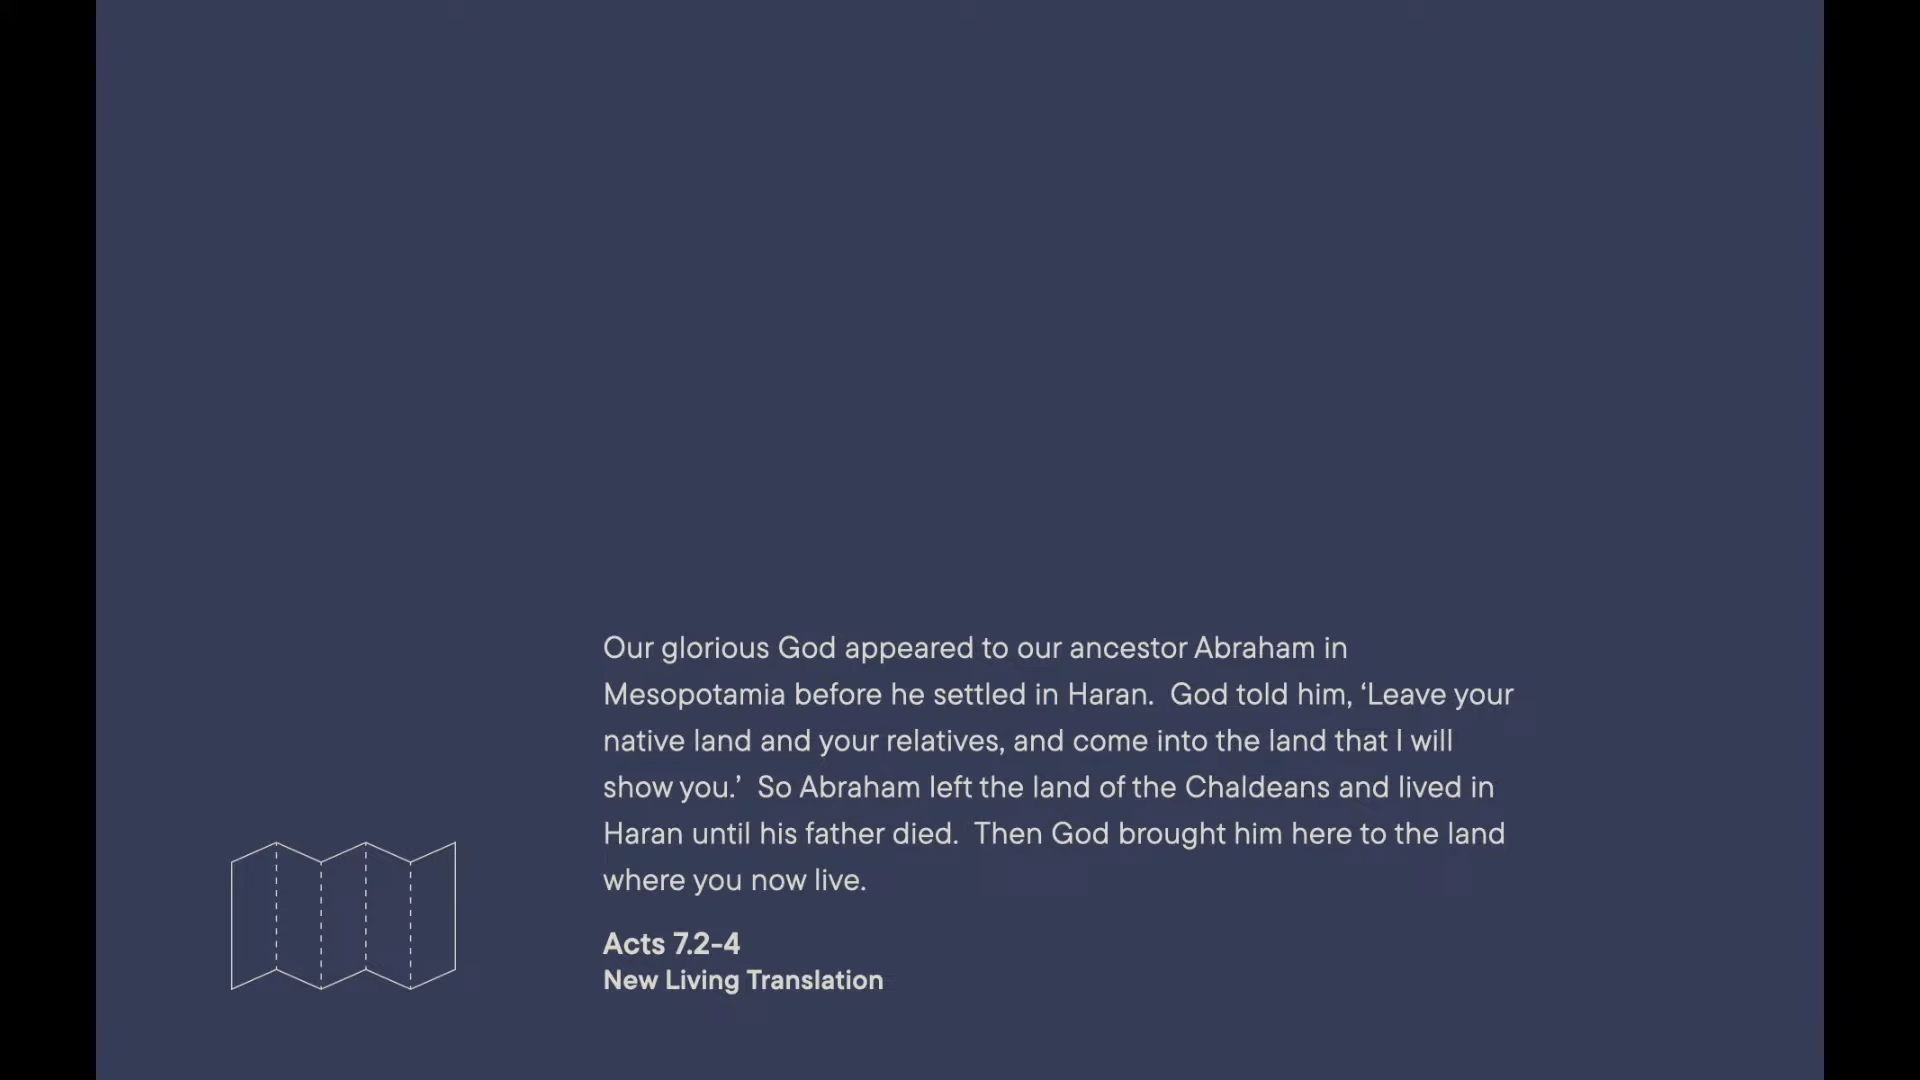 Our glorious God appeared to our ancestor Abraham in
Mesopotamia before he settled in Haran.  God told him, ‘Leave your
native land and your relatives, and come into the land that I will
show you.’  So Abraham left the land of the Chaldeans and lived in
Haran until his father died.  Then God brought him here to the land
where you now live.
Acts 7.2-4
New Living Translation